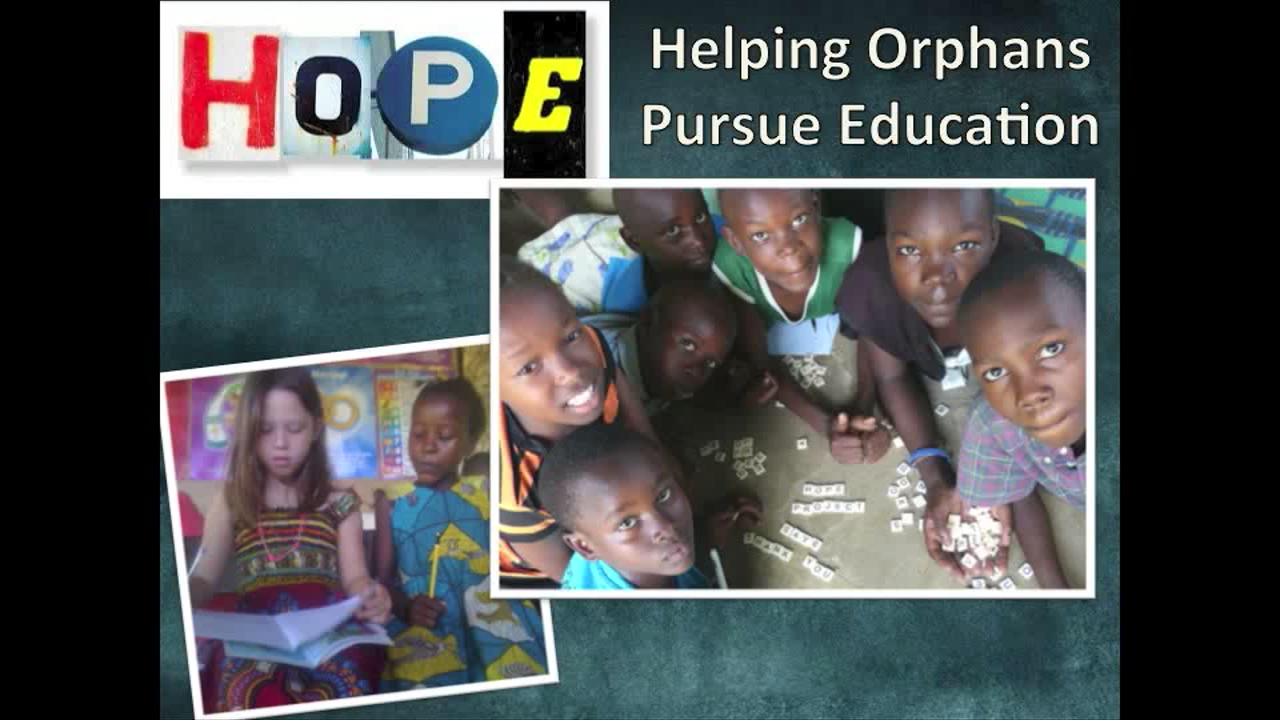 HOPE
Helping Orphans
Pursue Education
HOPE
PROJECT
SAYS
THANK YOU